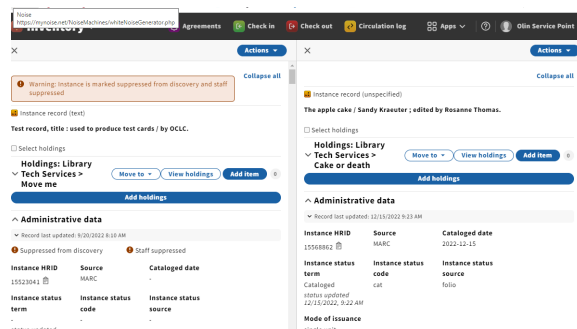 Noise
https://mynoise.net/NoiseMachines/whiteNoiseGenerator.php
Inventory
Agreements
Check in
Check out
Circulation log
Apps
Olin Service Point
Actions
Collapse all
Warning: Instance is marked suppressed from discovery and staff
suppressed
Instance record (text)
Test record, title : used to produce test cards / by OCLC.
Select holdings
Holdings: Library
Tech Services >
Move me
Move to
View holdings
Add item
0
Add holdings
Administrative data
Record last updated: 9/20/2022 8:10 AM
Suppressed from discovery
Staff suppressed
Instance HRID
Source
Cataloged date
15523041
MARC
-
Instance status
term
Instance status
code
Instance status
source
-
-
-
status updated
Actions
Collapse all
Instance record (unspecified)
The apple cake / Sandy Kraeuter ; edited by Rosanne Thomas.
Select holdings
Holdings: Library
Tech Services >
Cake or death
Move to
View holdings
Add item
0
Add holdings
Administrative data
Record last updated: 12/15/2022 9:23 AM
Instance HRID
Source
Cataloged date
15568862
MARC
2022-12-15
Instance status
term
Instance status
code
Instance status
source
Cataloged
cat
folio
status updated
12/15/2022, 9:22 AM
Mode of issuance
single unit